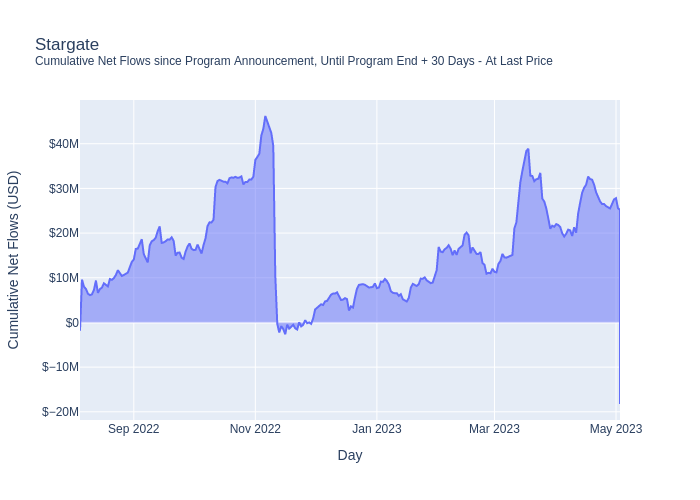 Stargate
Cumulative Net Flows since Program Announcement, Until Program End + 30 Days - At Last Price
Cumulative Net Flows (USD)
$40M
$30M
$20M
$10M
$0
$−10M
$−20M
Sep 2022
Nov 2022
Jan 2023
Mar 2023
May 2023
Day